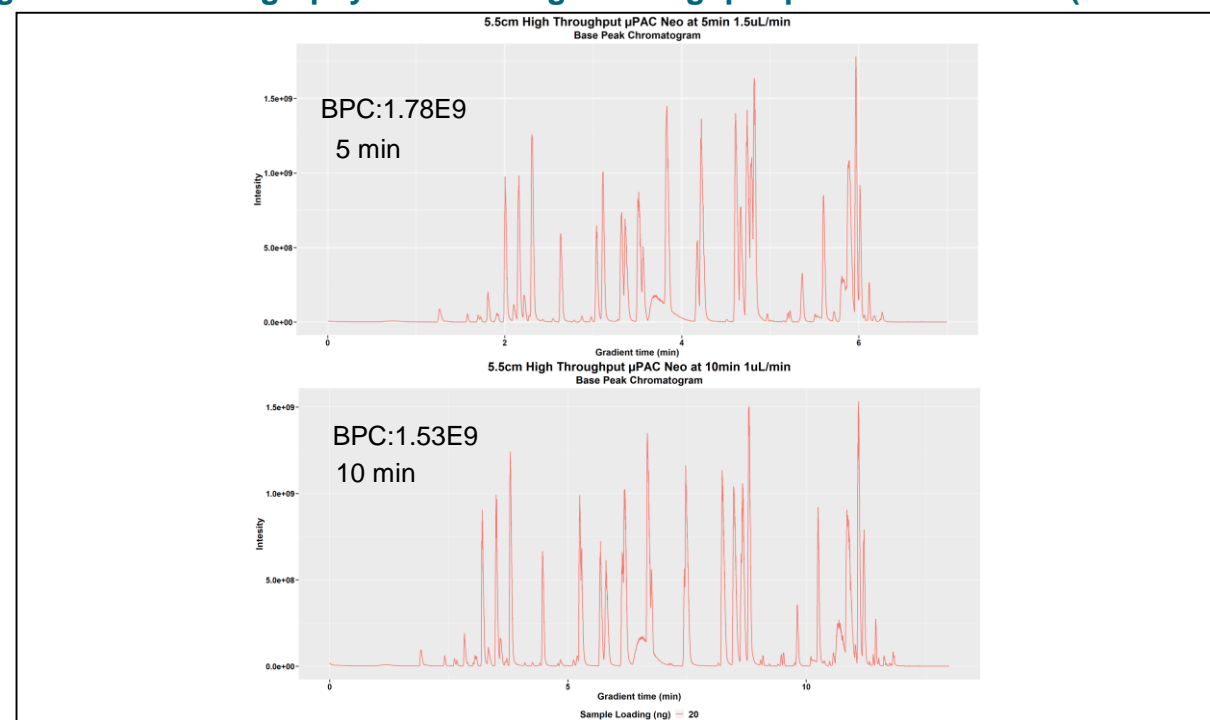 5.5cm High Throughput µPAC Neo at 5min 1.5uL/min
Base Peak Chromatogram
BPC:1.78E9
5 min
Intesity
1.5e+09
1.0e+09
5.0e+08
0.0e+00
0 2 4 6
Gradient time (min)
5.5cm High Throughput µPAC Neo at 10min 1uL/min
Base Peak Chromatogram
BPC:1.53E9
10 min
Intesity
1.5e+09
1.0e+09
5.0e+08
0.0e+00
0 5 10
Gradient time (min)
Sample Loading (ng) 20